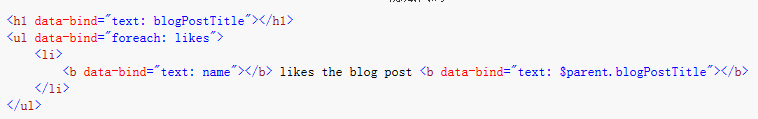 <h1 data-bind="text: blogPostTitle"></h1>
<ul data-bind="foreach: likes">
    <li>
        <b data-bind="text: name"></b> likes the blog post <b data-bind="text: $parent.blogPostTitle"></b>
    </li>
</ul>